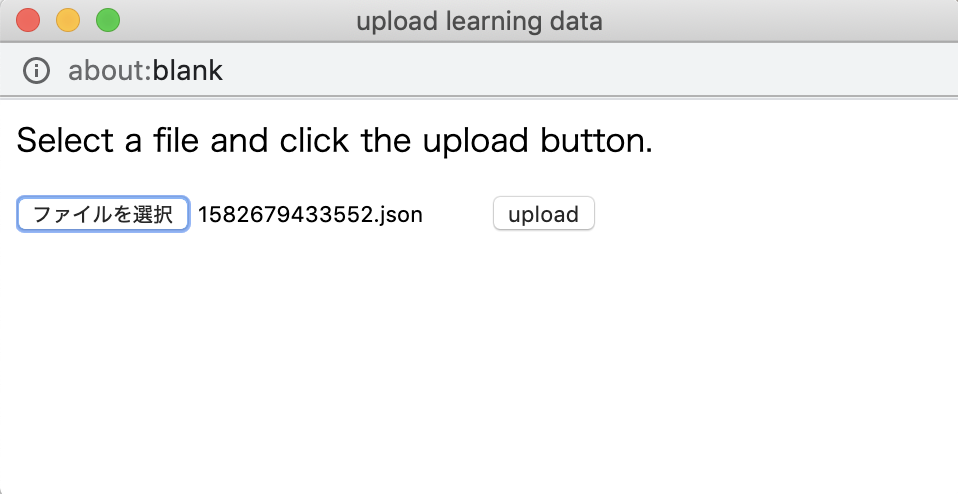 upload learning data
about:blank
Select a file and click the upload button.
ファイルを選択 1582679433552.json upload